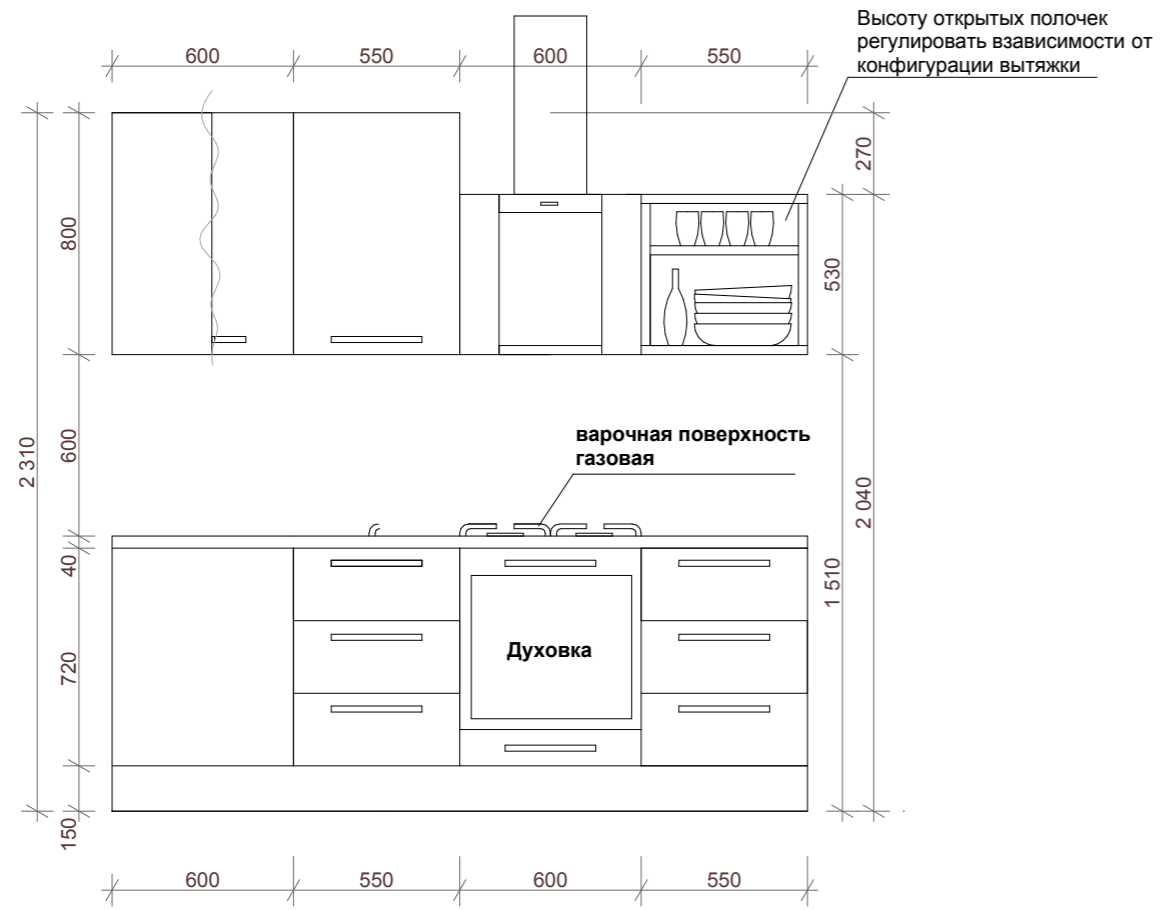 Высоту открытых полочек
регулировать взависимости от
конфигурации вытяжки
600 550 600 550
270
800
530
2 310
600
варочная поверхность
газовая
2 040
40
1 510
720
Духовка
150
600 550 600 550